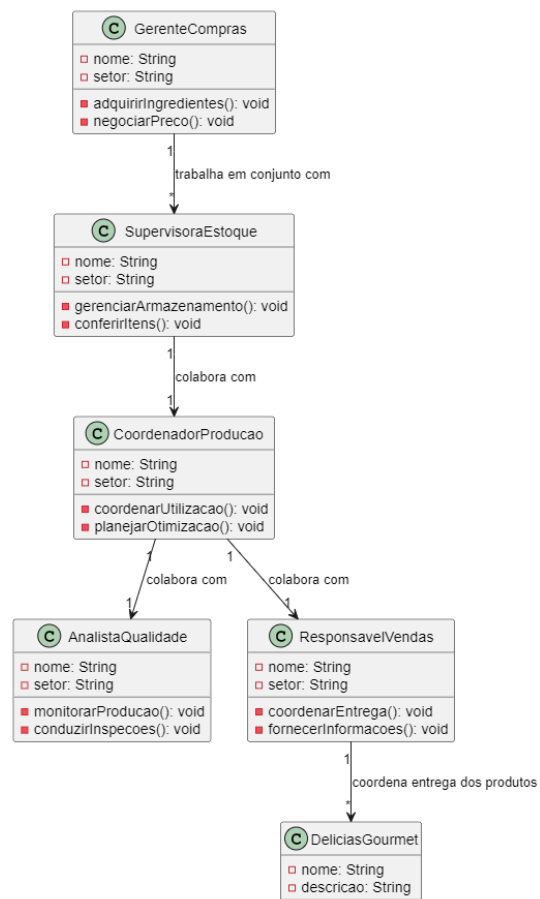 C GerenteCompras
nome: String
setor: String
adquirirIngredientes(): void
negociarPreco(): void
1
trabalha em conjunto com
*
C SupervisoraEstoque
nome: String
setor: String
gerenciarArmazenamento(): void
conferirItens(): void
1
colabora com
1
C CoordenadorProducao
nome: String
setor: String
coordenarUtilizacao(): void
planejarOtimizacao(): void
1 1
colabora com colabora com
1 1
C AnalistaQualidade
nome: String
setor: String
monitorarProducao(): void
conduzirInspecoes(): void
C ResponsavelVendas
nome: String
setor: String
coordenarEntrega(): void
fornecerInformacoes(): void
1
coordena entrega dos produtos
*
C DeliciasGourmet
nome: String
descricao: String